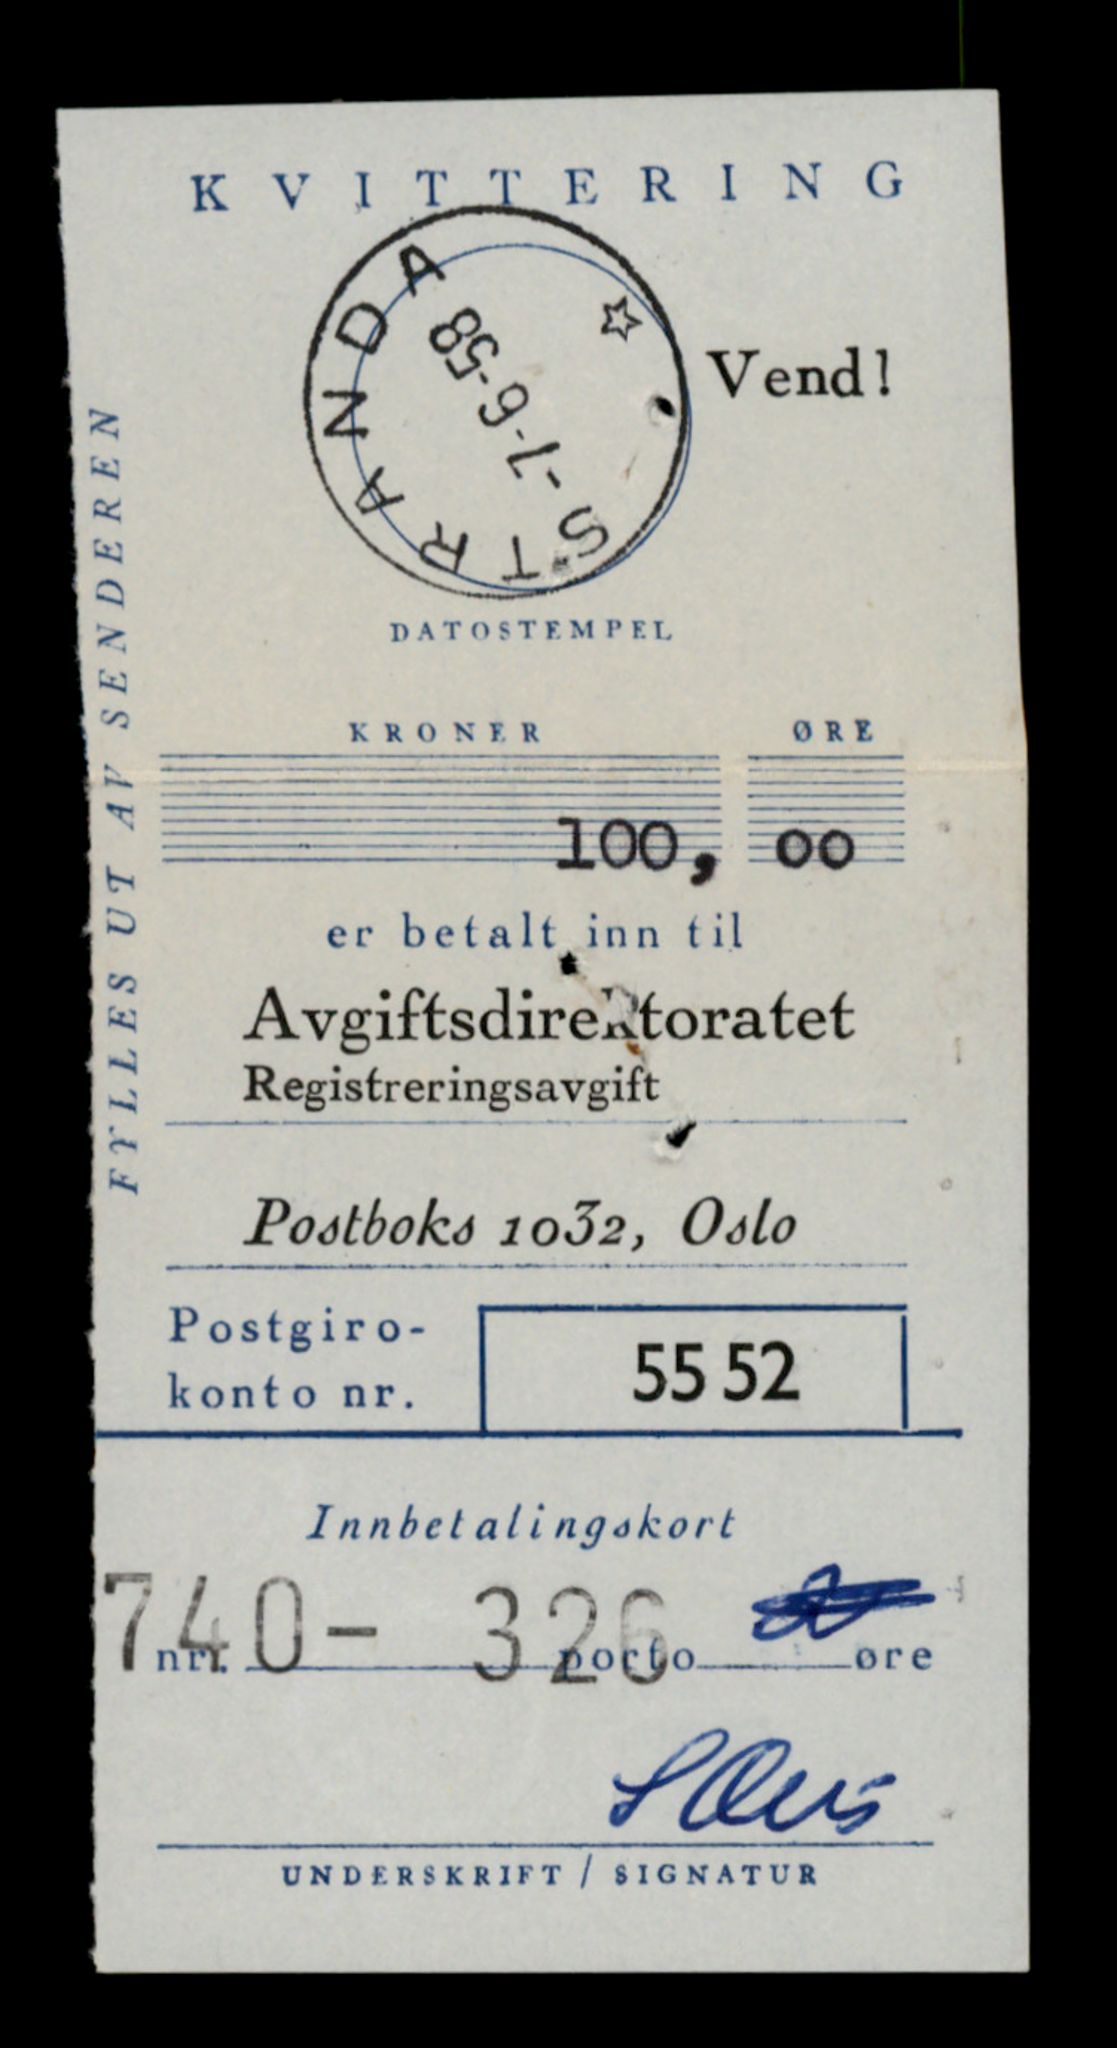 KVITTERING
STRANDA
-7-6-58
Vend!
DATOSTEMPEL
FYLLES UT AV SENDEREN
KRONER ØRE
100, 00
er betalt inn til
Avgiftsdirektoratet
Registreringsavgift
Postboks 1032, Oslo
Postgiro-
konto nr.
55 52
Innbetalingskort
740- 326
nr. porto øre
UNDERSKRIFT / SIGNATUR